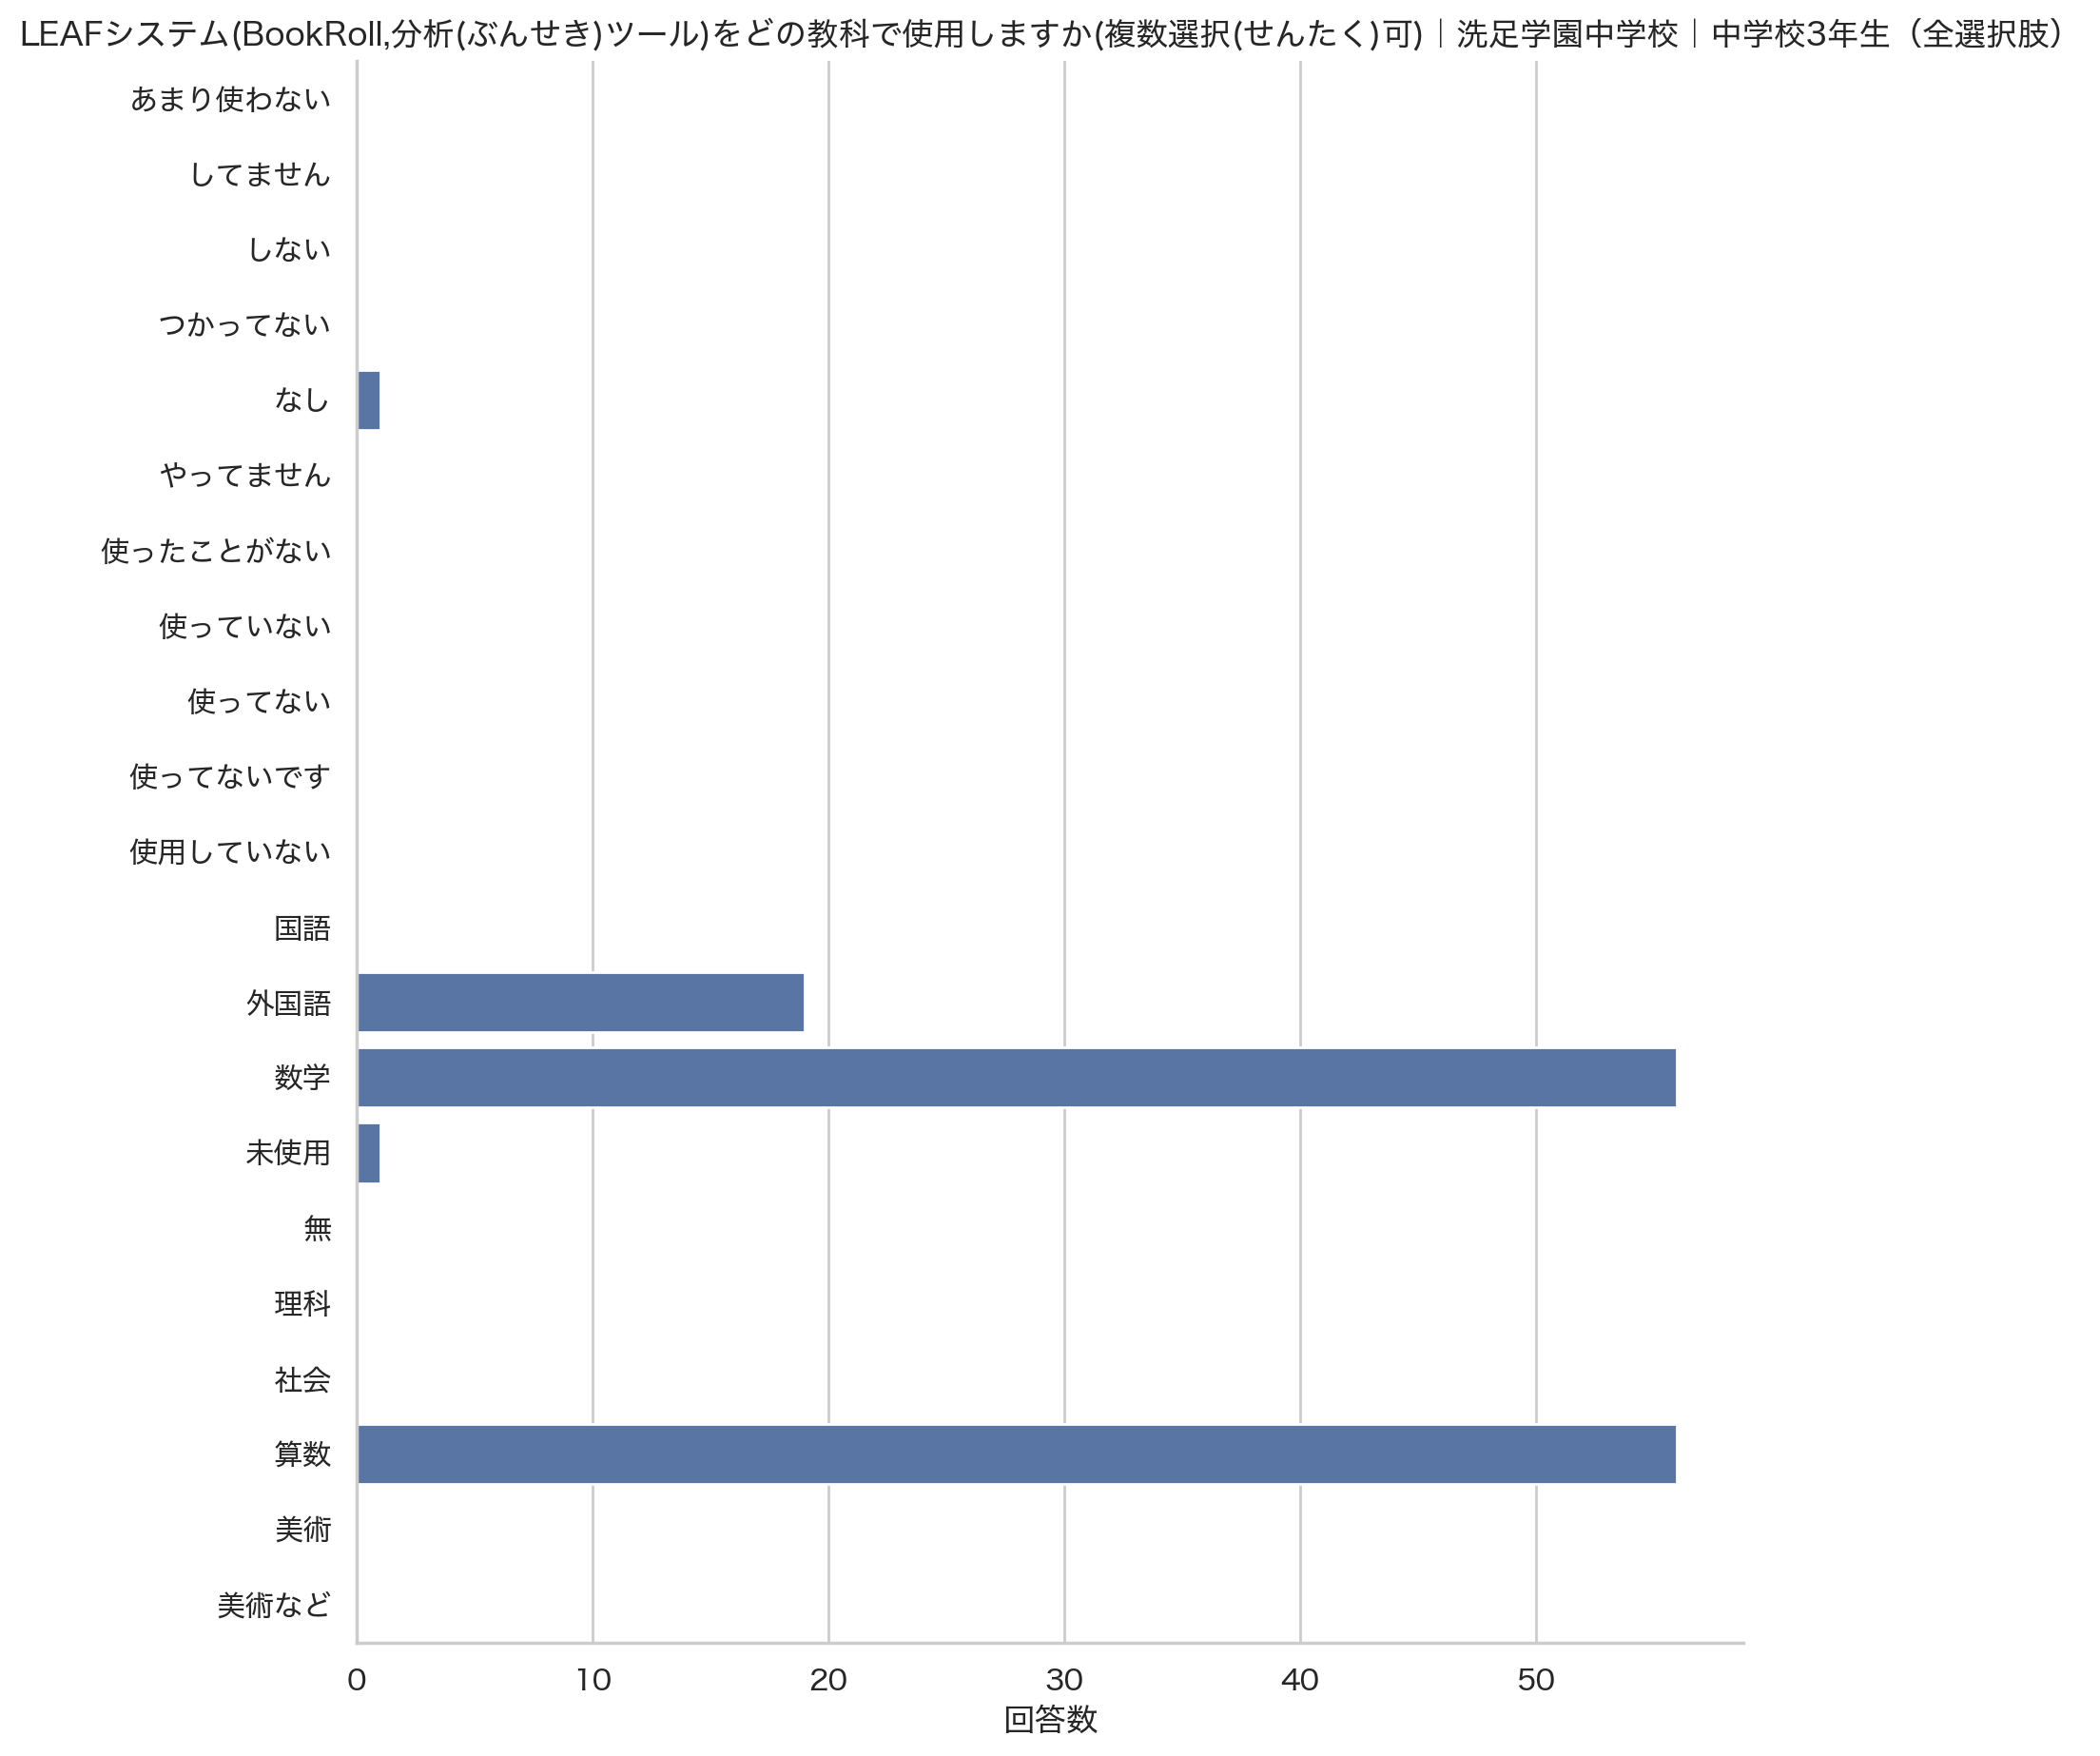 LEAFシステム(BookRoll,分析(ぶんせき)ツール)をどの教科で使用しますか(複数選択(せんたく)可)｜洗足学園中学校｜中学校3年生（全選択肢）
あまり使わない
してません
しない
つかってない
なし
やってません
使ったことがない
使っていない
使ってない
使ってないです
使用していない
国語
外国語
数学
未使用
無
理科
社会
算数
美術
美術など
0 10 20 30 40 50
回答数